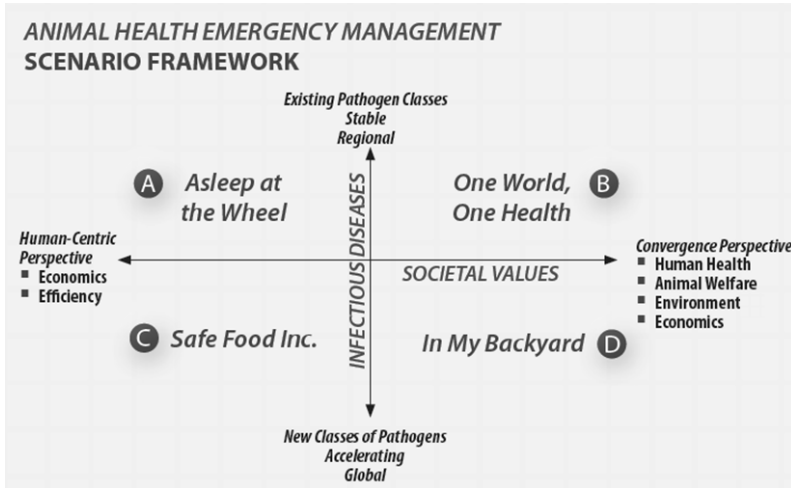 ANIMAL HEALTH EMERGENCY MANAGEMENT
SCENARIO FRAMEWORK
Existing Pathogen Classes
Stable
Regional
A
Asleep at
the Wheel
One World,
One Health
B
Human-Centric
Perspective
▪ Economics
▪ Efficiency
INFECTIOUS DISEASES
SOCIETAL VALUES
Convergence Perspective
▪ Human Health
▪ Animal Welfare
▪ Environment
▪ Economics
C Safe Food Inc.
In My Backyard D
New Classes of Pathogens
Accelerating
Global